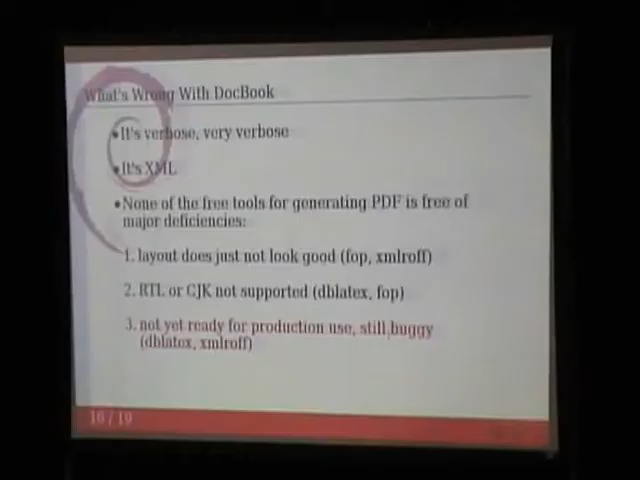 What's Wrong With DocBook
•It's verbose, very verbose
•It's XML
•None of the free tools for generating PDF is free of
major deficiencies:
1. layout does just not look good (fop, xmlroff)
2. RTL or CJK not supported (dblatex, fop)
3. not yet ready for production use, still buggy
(dblatex, xmlroff)
16 / 19